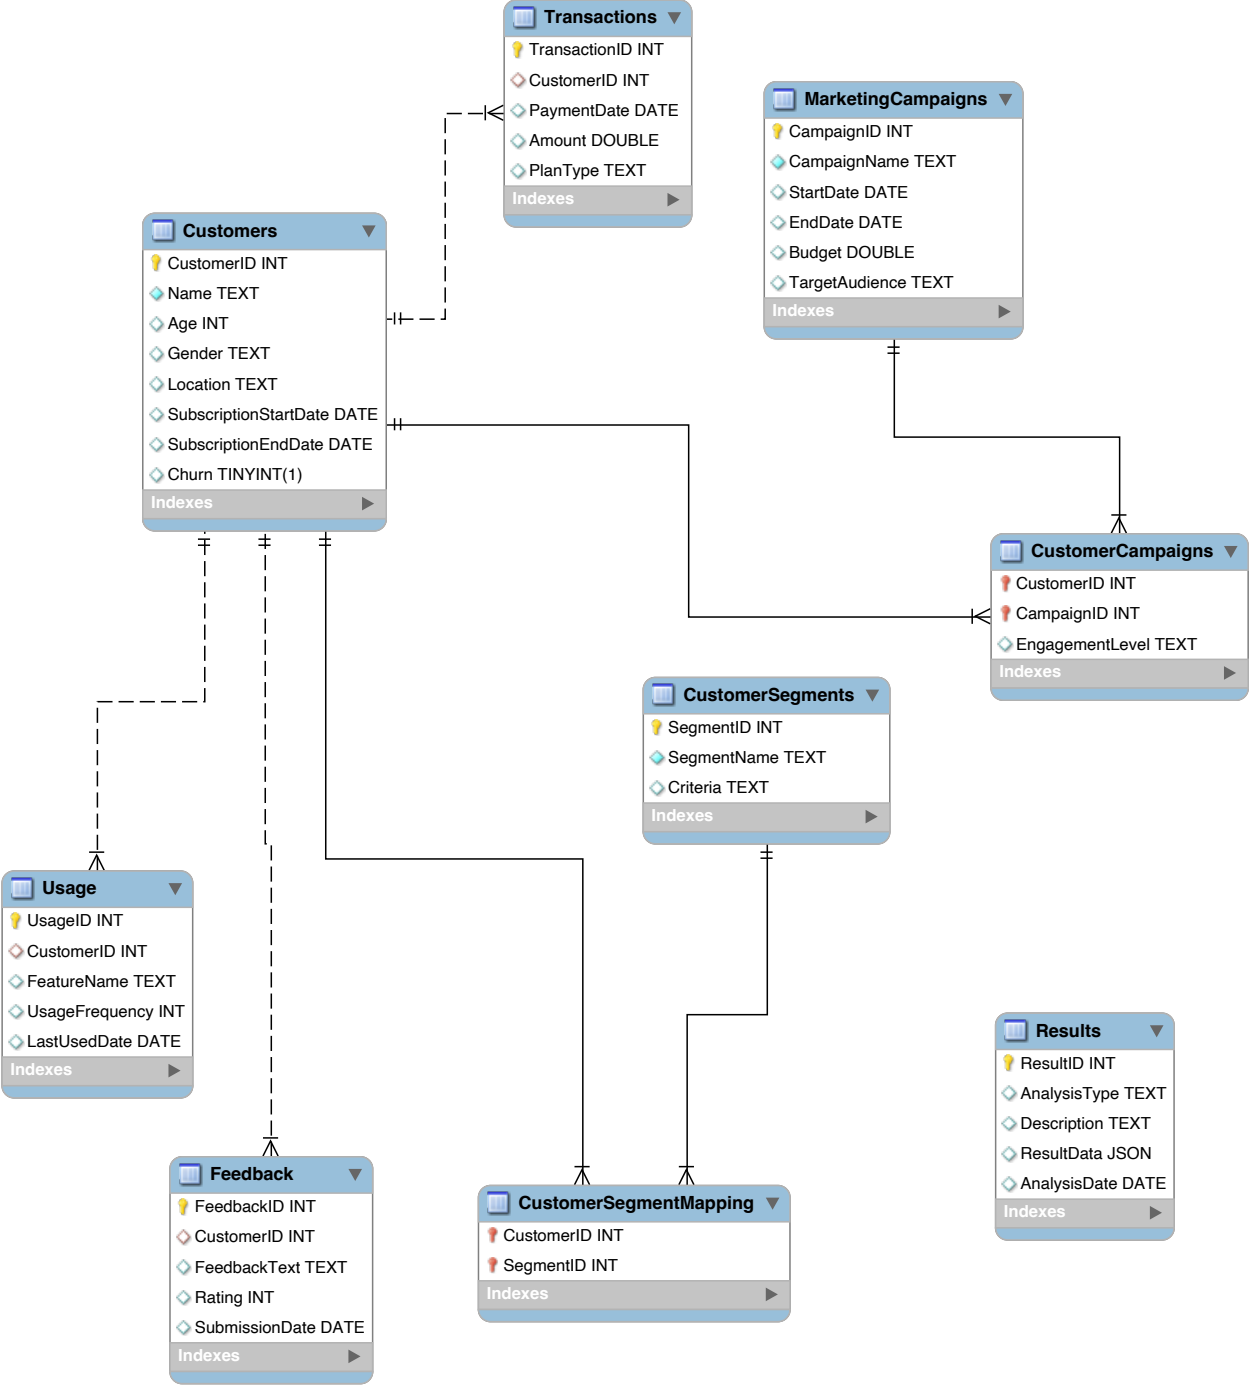 Transactions
TransactionID INT
CustomerID INT
PaymentDate DATE
Amount DOUBLE
PlanType TEXT
Indexes
MarketingCampaigns
CampaignID INT
CampaignName TEXT
StartDate DATE
EndDate DATE
Budget DOUBLE
TargetAudience TEXT
Indexes
Customers
CustomerID INT
Name TEXT
Age INT
Gender TEXT
Location TEXT
SubscriptionStartDate DATE
SubscriptionEndDate DATE
Churn TINYINT(1)
Indexes
CustomerCampaigns
CustomerID INT
CampaignID INT
EngagementLevel TEXT
Indexes
CustomerSegments
SegmentID INT
SegmentName TEXT
Criteria TEXT
Indexes
Usage
UsageID INT
CustomerID INT
FeatureName TEXT
UsageFrequency INT
LastUsedDate DATE
Indexes
Results
ResultID INT
AnalysisType TEXT
Description TEXT
ResultData JSON
AnalysisDate DATE
Indexes
Feedback
FeedbackID INT
CustomerID INT
FeedbackText TEXT
Rating INT
SubmissionDate DATE
Indexes
CustomerSegmentMapping
CustomerID INT
SegmentID INT
Indexes